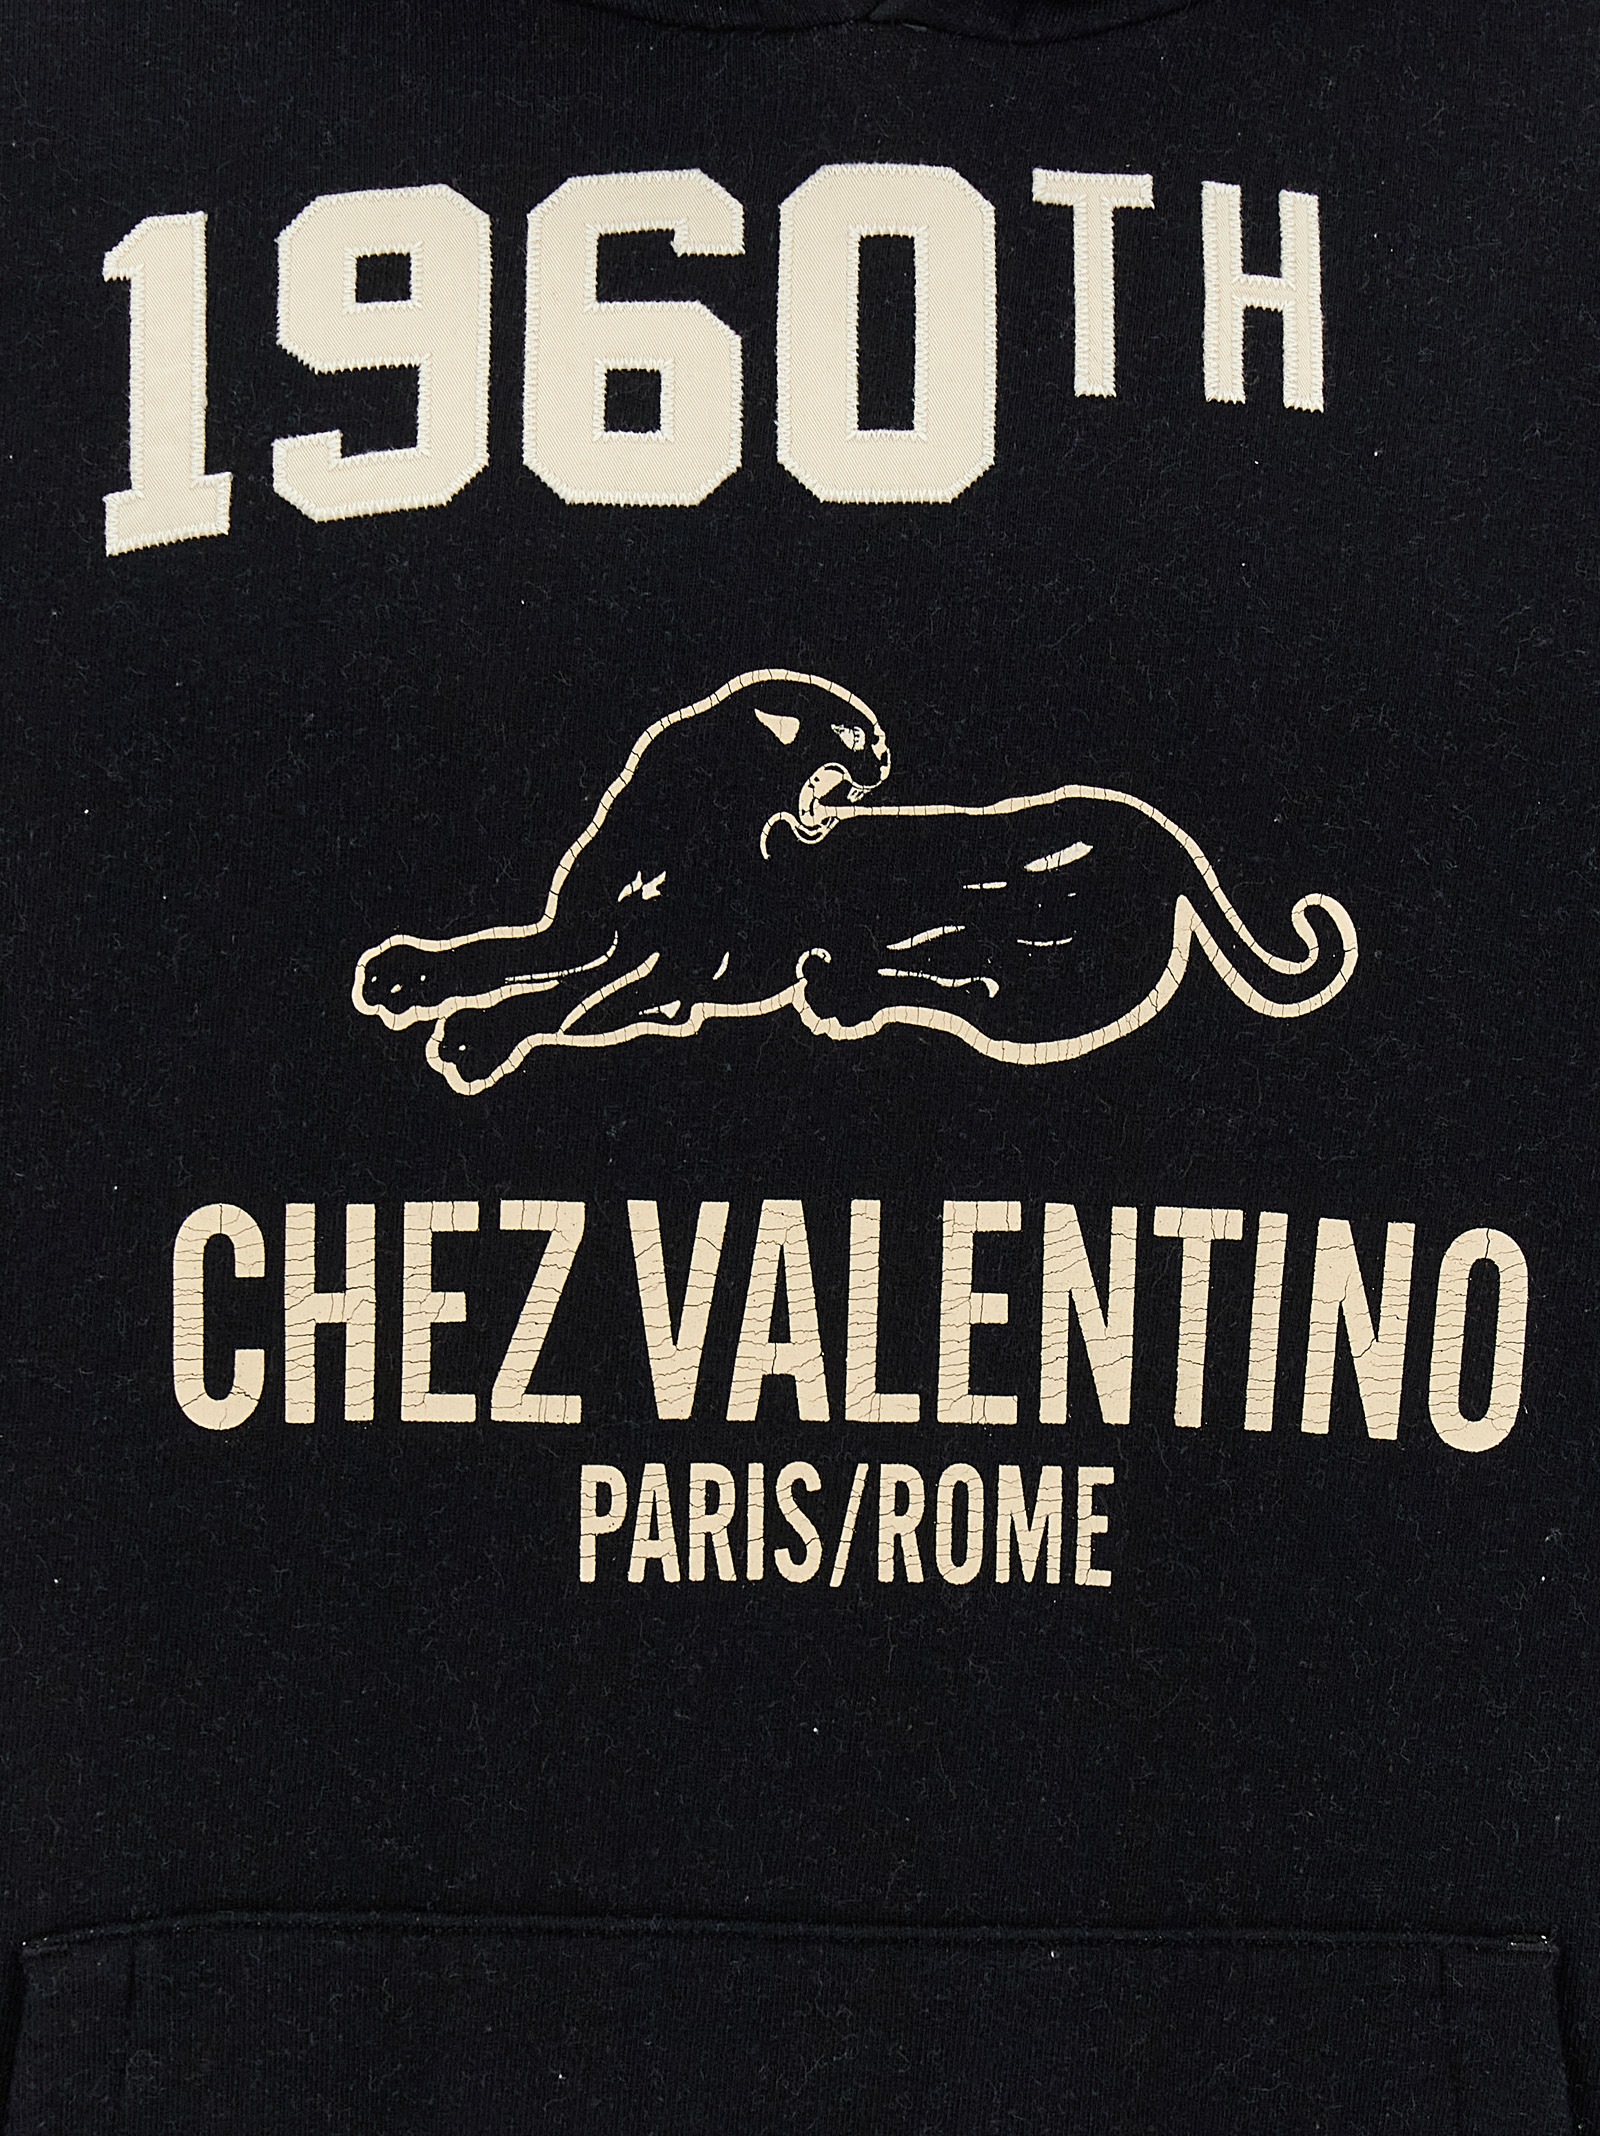 1960TH
CHEZ VALENTINO
PARIS/ROME